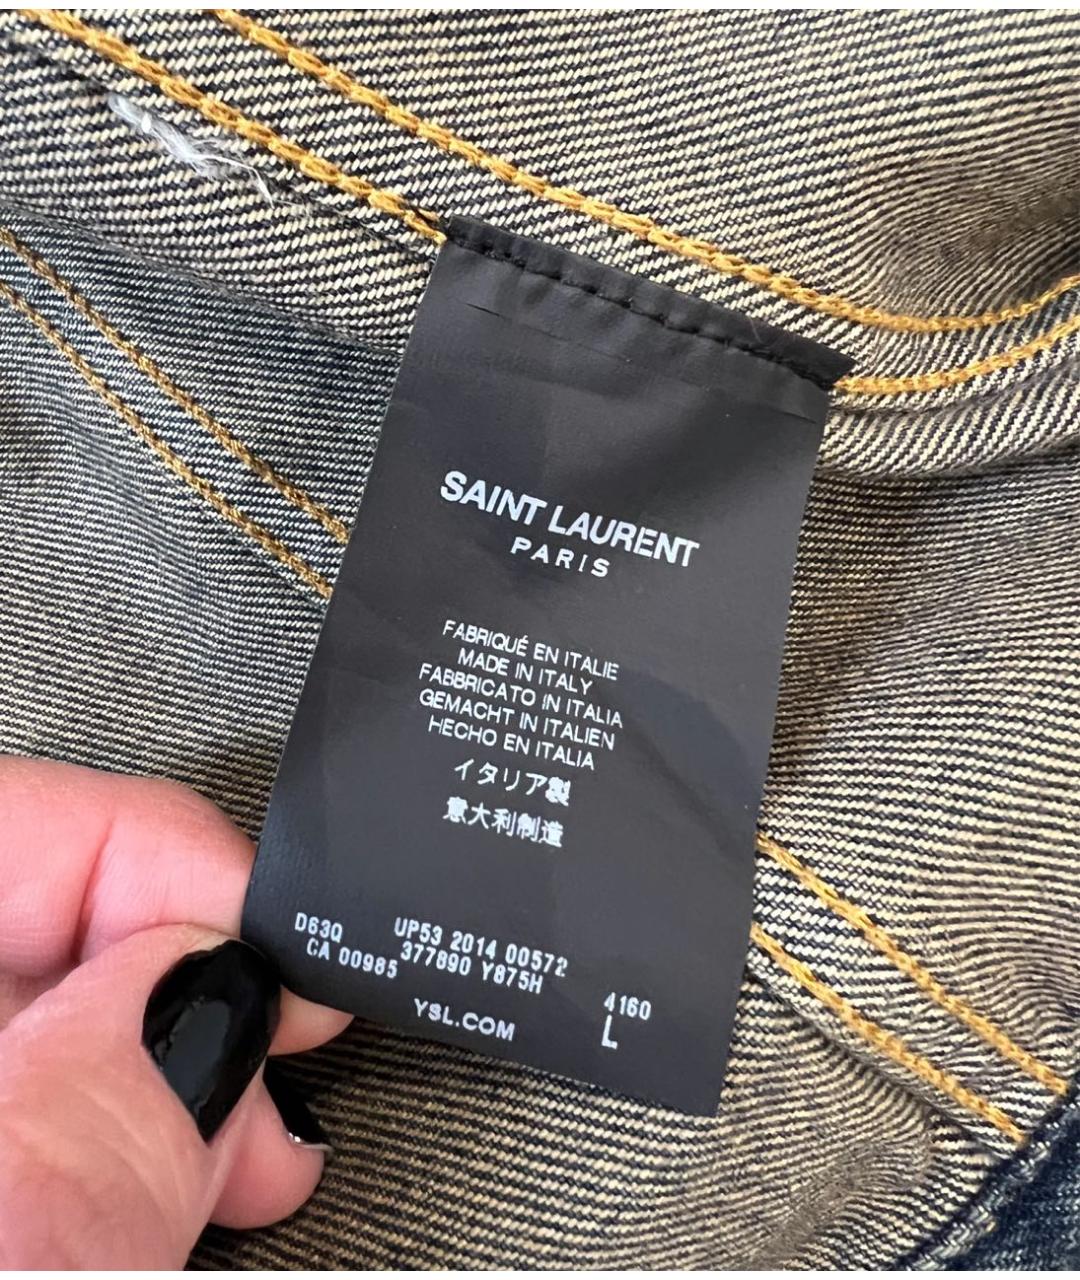 SAINT LAURENT
PARIS
FABRIQUÉ EN ITALIE
MADE IN ITALY
FABBRICATO IN ITALIA
GEMACHT IN ITALIEN
HECHO EN ITALIA
イタリア製
意大利制造
D63Q UP53 2014 00572
CA 00985 377890 Y875H
4160
YSL.COM L